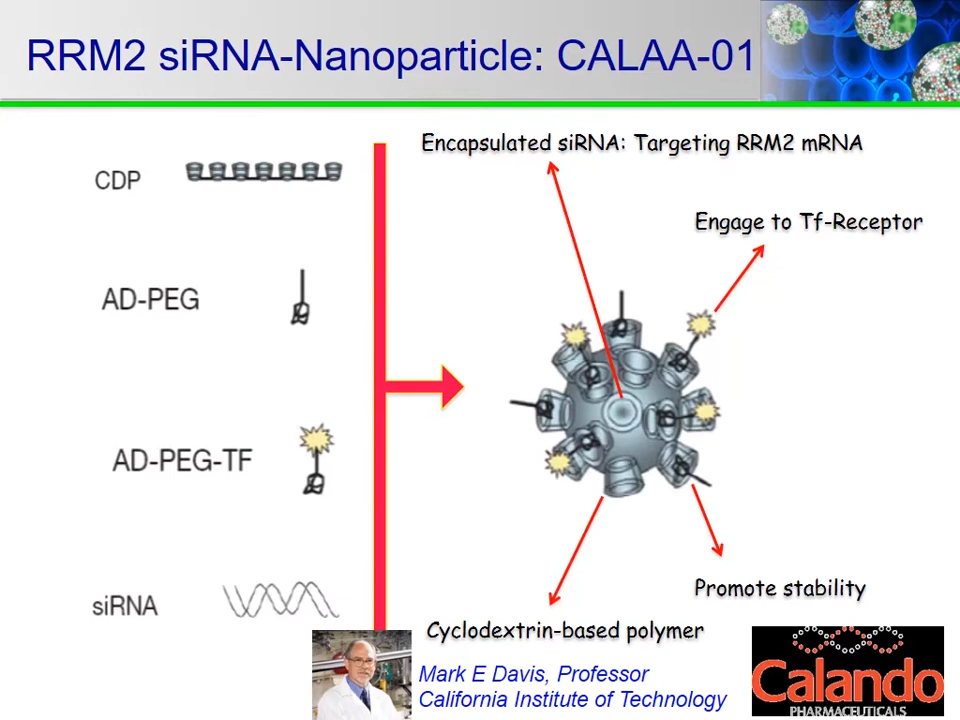 RRM2 siRNA-Nanoparticle: CALAA-01
Encapsulated siRNA: Targeting RRM2 mRNA
CDP
Engage to Tf-Receptor
AD-PEG
AD-PEG-TF
siRNA
Promote stability
Cyclodextrin-based polymer
Mark E Davis, Professor
California Institute of Technology
Calando
PHARMACEUTICALS